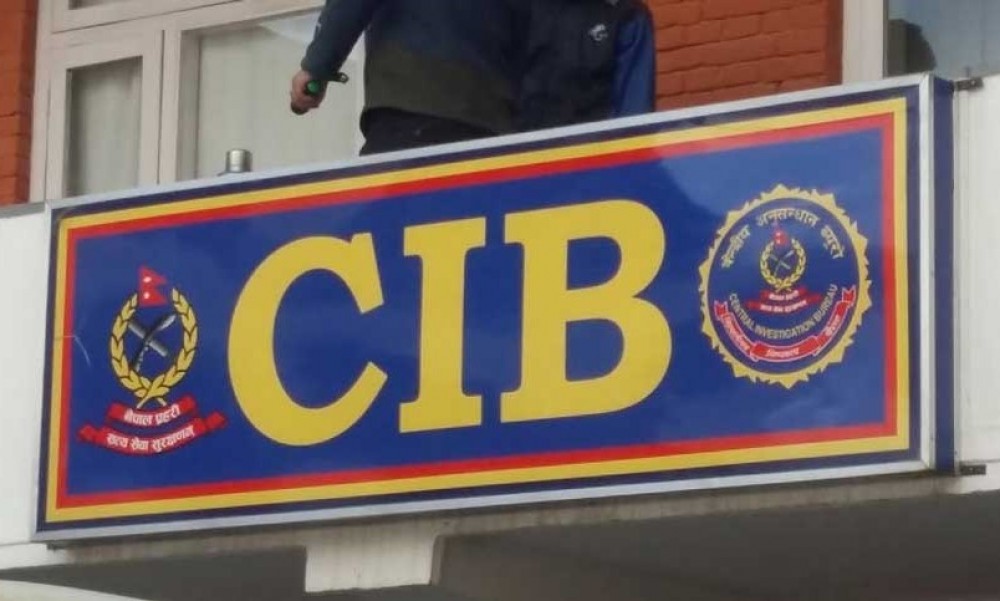 CIB
नेपाल प्रहरी
सत्य सेवा सुरक्षणम्
केन्द्रीय अनुसन्धान ब्यूरो
CENTRAL INVESTIGATION BUREAU